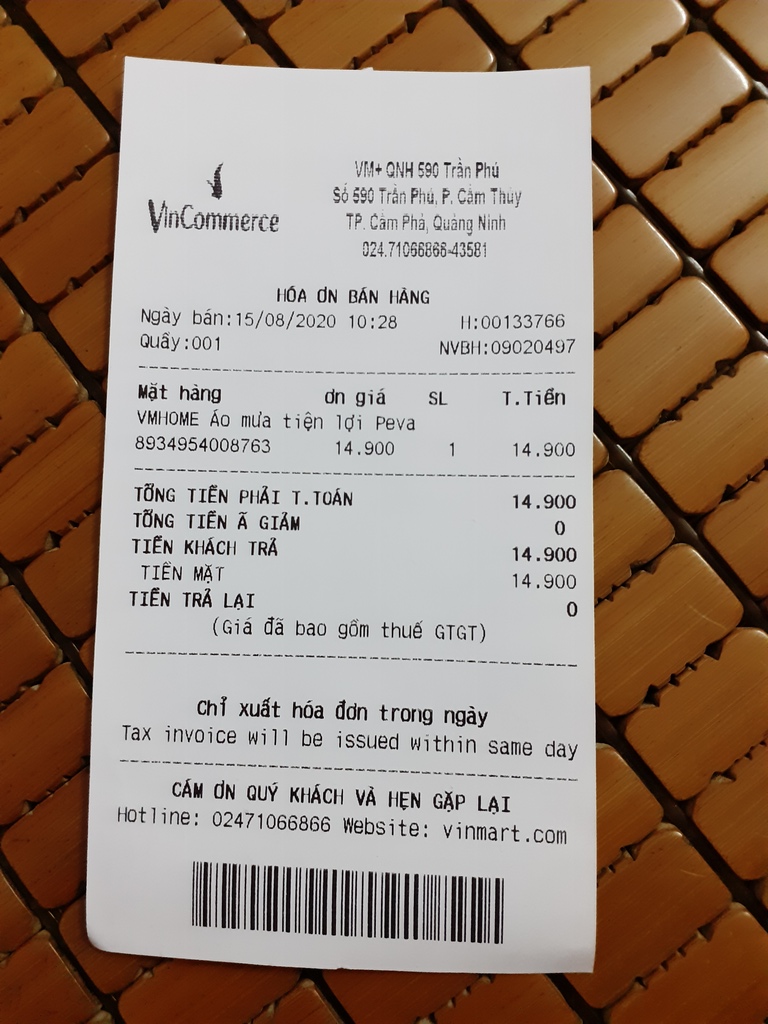 VinCommerce
VM+ QNH 590 Trần Phú
Số 590 Trần Phú, P. Cẩm Thủy
TP. Cẩm Phả, Quảng Ninh
024.71066866-43581
HÓA ƠN BÁN HÀNG
Ngày bán:15/08/2020 10:28 H:00133766
Quầy:001 NVBH:09020497
Mặt hàng ơn giá SL T.Tiền
VMHOME Áo mưa tiện lợi Peva
8934954008763 14.900 1 14.900
TỔNG TIỀN PHẢI T.TOÁN 14.900
TỔNG TIỀN Ã GIẢM 0
TIỀN KHÁCH TRẢ 14.900
TIỀN MẶT 14.900
TIỀN TRẢ LẠI 0
(Giá đã bao gồm thuế GTGT)
Chỉ xuất hóa đơn trong ngày
Tax invoice will be issued within same day
CÁM ƠN QUÝ KHÁCH VÀ HẸN GẶP LẠI
Hotline: 02471066866 Website: vinmart.com